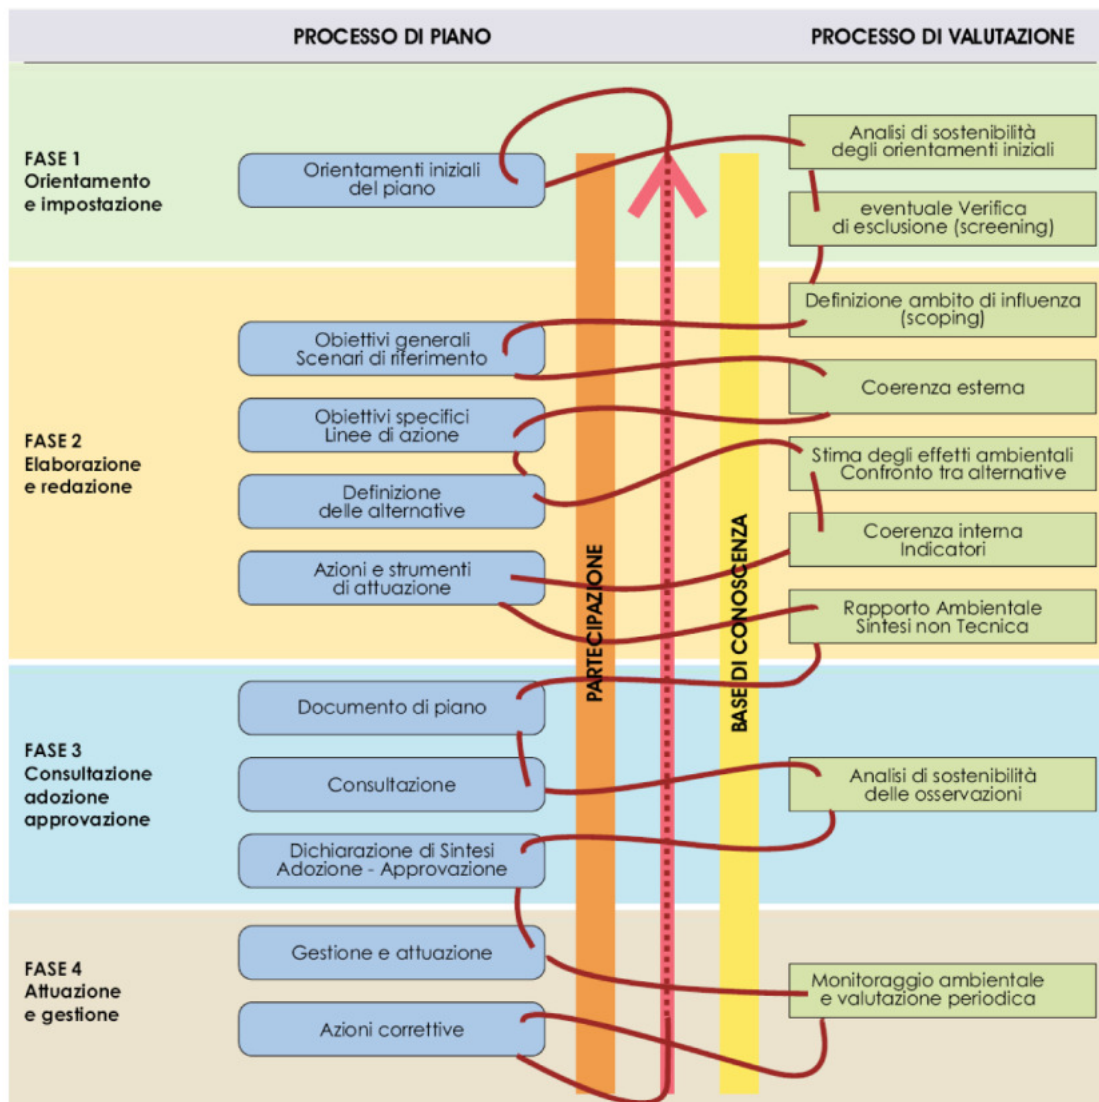 PROCESSO DI PIANO
PROCESSO DI VALUTAZIONE
FASE 1
Orientamento
e impostazione
Orientamenti iniziali
del piano
Analisi di sostenibilità
degli orientamenti iniziali
eventuale Verifica
di esclusione (screening)
FASE 2
Elaborazione
e redazione
Obiettivi generali
Scenari di riferimento
Obiettivi specifici
Linee di azione
Definizione
delle alternative
Azioni e strumenti
di attuazione
Definizione ambito di influenza
(scoping)
Coerenza esterna
Stima degli effetti ambientali
Confronto tra alternative
Coerenza interna
Indicatori
Rapporto Ambientale
Sintesi non Tecnica
PARTECIPAZIONE
BASE DI CONOSCENZA
FASE 3
Consultazione
adozione
approvazione
Documento di piano
Consultazione
Dichiarazione di Sintesi
Adozione - Approvazione
Analisi di sostenibilità
delle osservazioni
FASE 4
Attuazione
e gestione
Gestione e attuazione
Azioni correttive
Monitoraggio ambientale
e valutazione periodica